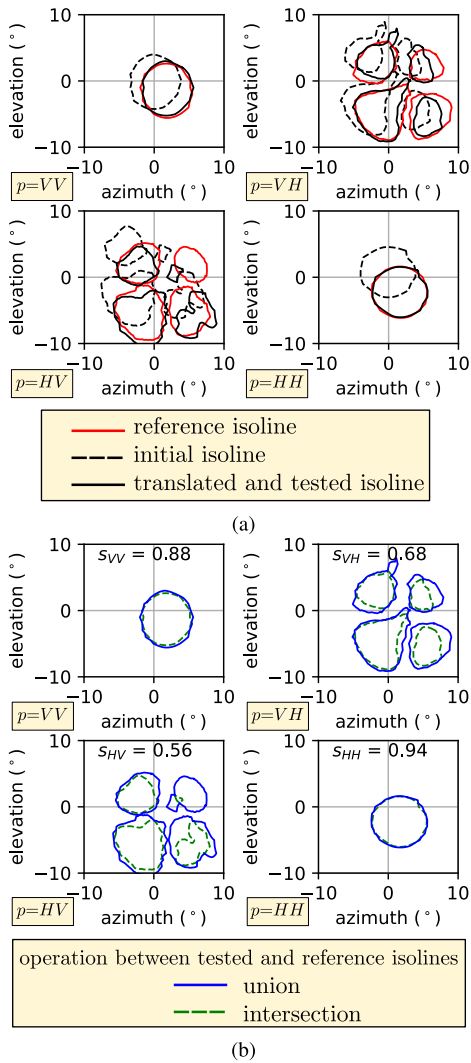 10
10
elevation (°)
elevation (°)
0
0
−10
−10
−10
0
10
−10
0
10
p=VV
azimuth (°)
p=VH
azimuth (°)
10
10
elevation (°)
elevation (°)
0
0
−10
−10
−10
0
10
−10
0
10
p=HV
azimuth (°)
p=HH
azimuth (°)
reference isoline
initial isoline
translated and tested isoline
(a)
10
s_VV = 0.88
10
s_VH = 0.68
elevation (°)
elevation (°)
0
0
−10
−10
−10
0
10
−10
0
10
p=VV
azimuth (°)
p=VH
azimuth (°)
10
s_HV = 0.56
10
s_HH = 0.94
elevation (°)
elevation (°)
0
0
−10
−10
−10
0
10
−10
0
10
p=HV
azimuth (°)
p=HH
azimuth (°)
operation between tested and reference isolines
union
intersection
(b)